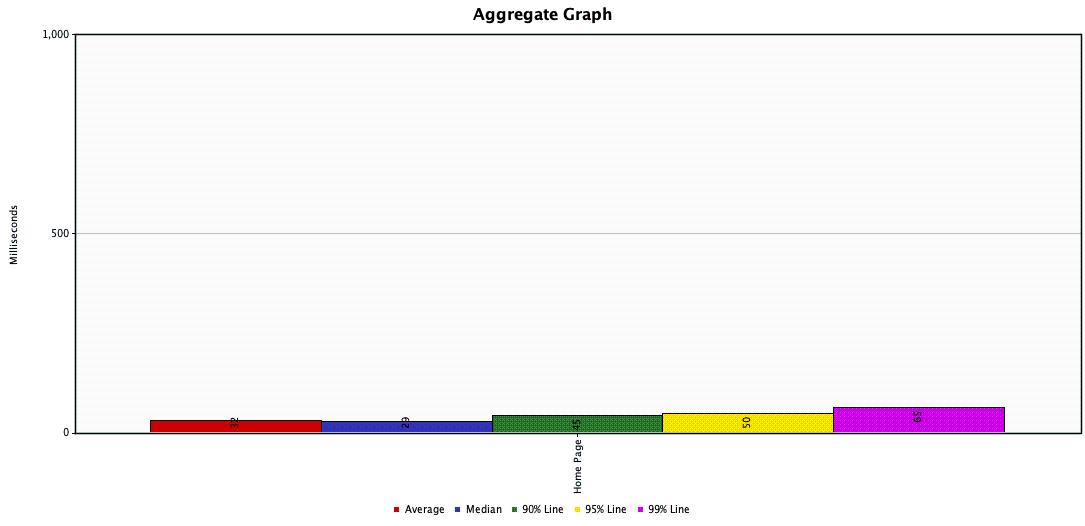 Aggregate Graph
1,000
500
0
Milliseconds
32
29
45
50
65
Home Page
Average
Median
90% Line
95% Line
99% Line